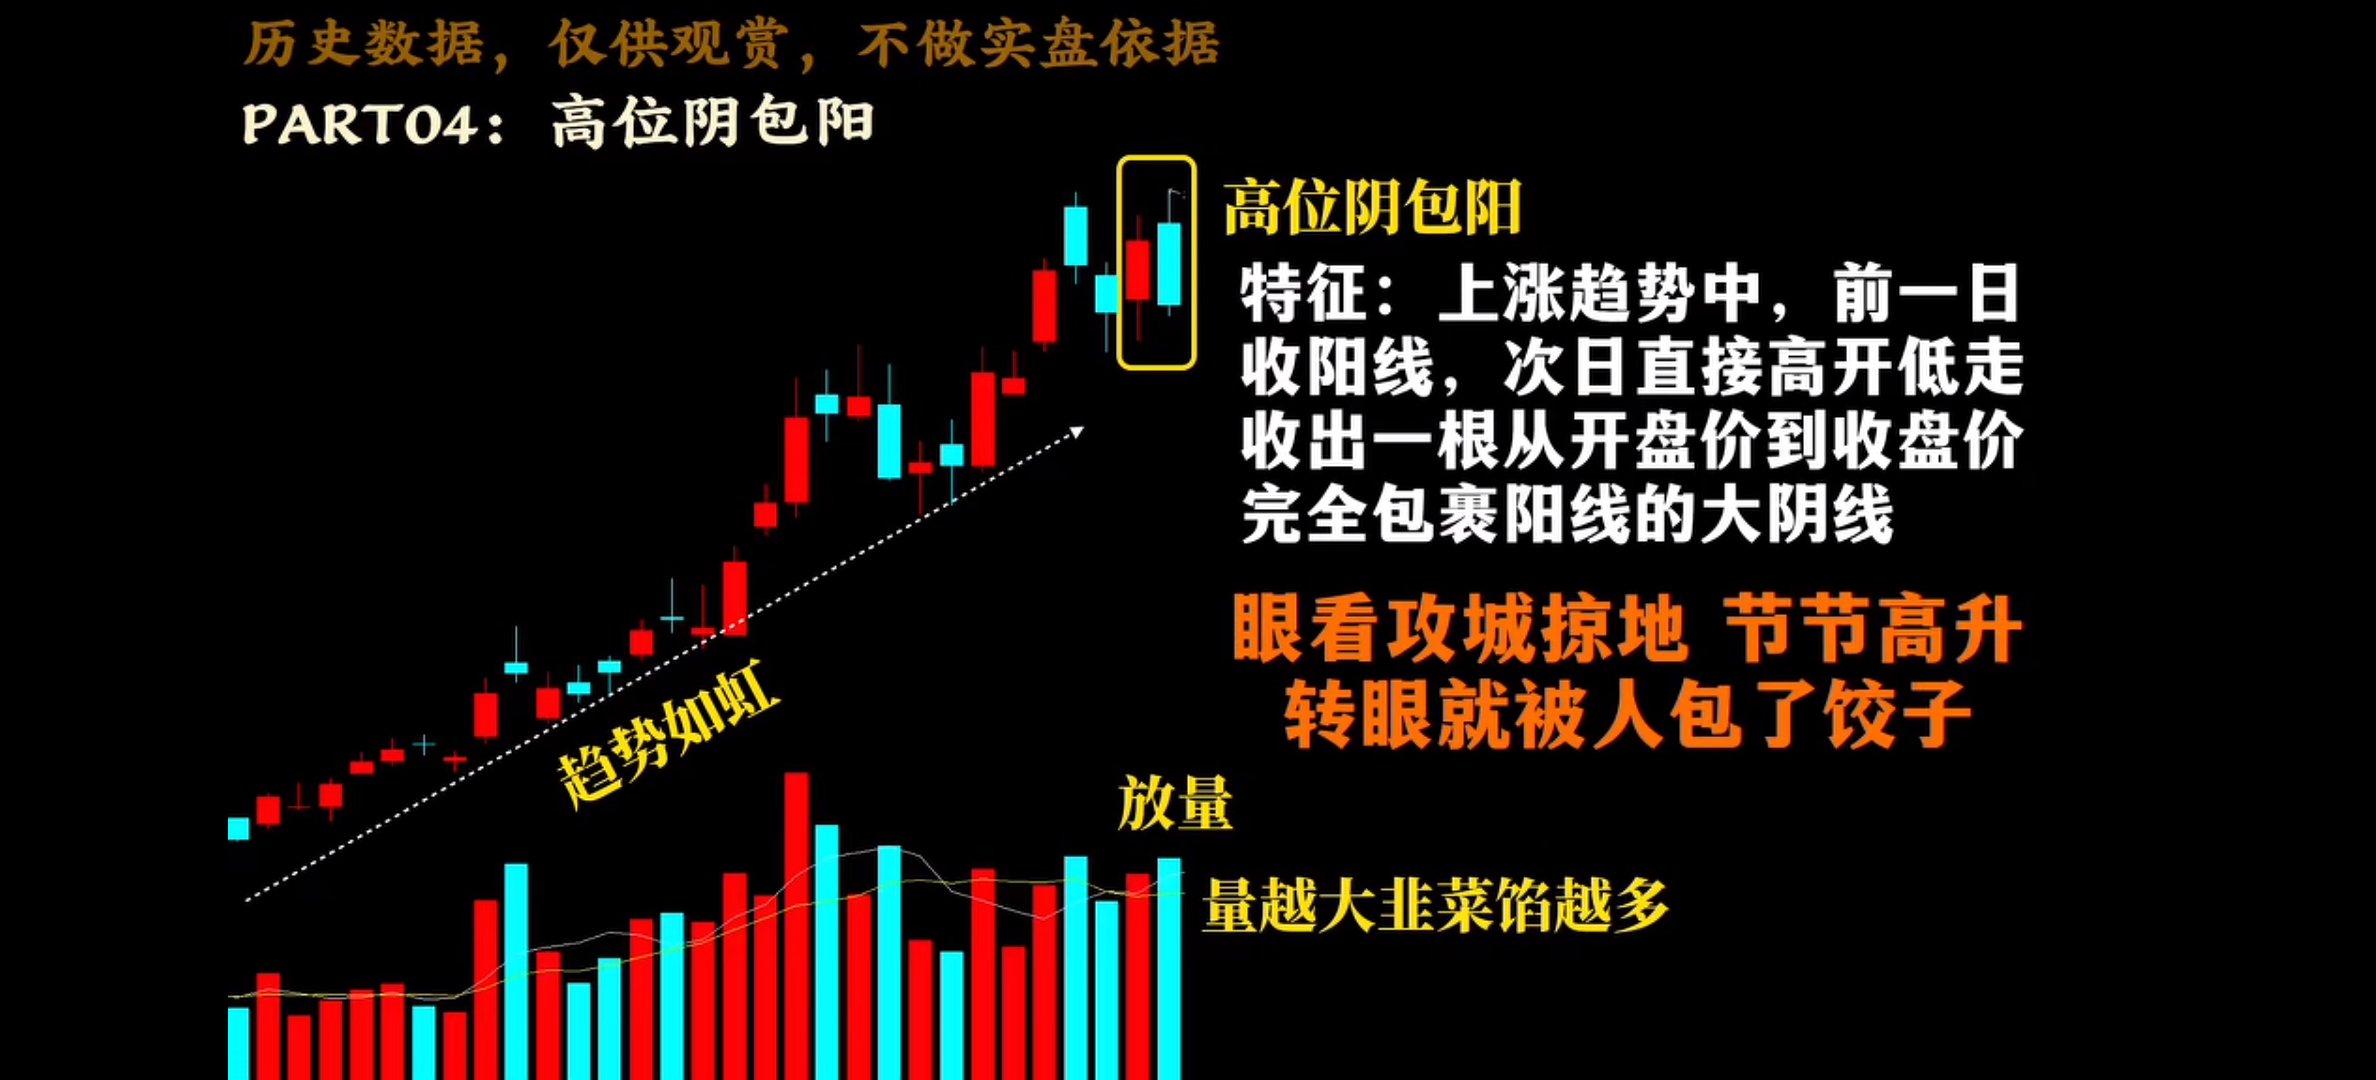 历史数据，仅供观赏，不做实盘依据
PART04：高位阴包阳
高位阴包阳
特征：上涨趋势中，前一日
收阳线，次日直接高开低走
收出一根从开盘价到收盘价
完全包裹阳线的大阴线
眼看攻城掠地 节节高升
转眼就被人包了饺子
趋势如虹
放量
量越大韭菜馅越多